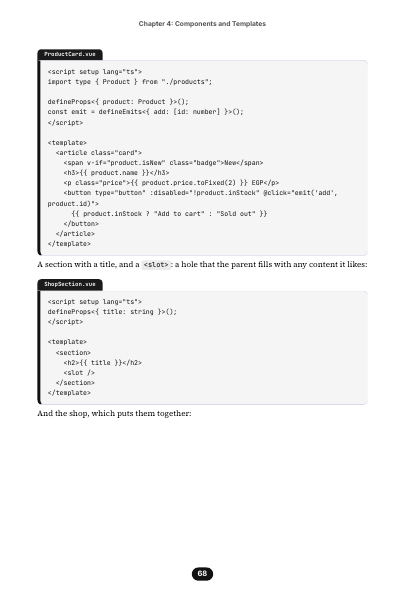 Chapter 4: Components and Templates
ProductCard.vue
<script setup lang="ts">
import type { Product } from "./products";
defineProps<{ product: Product }>();
const emit = defineEmits<{ add: [id: number] }>();
</script>
<template>
<article class="card">
<span v-if="product.isNew" class="badge">New</span>
<h3>{{ product.name }}</h3>
<p class="price">{{ product.price.toFixed(2) }} EGP</p>
<button type="button" :disabled="!product.inStock" @click="emit('add',
product.id)">
{{ product.inStock ? "Add to cart" : "Sold out" }}
</button>
</article>
</template>
A section with a title, and a <slot>: a hole that the parent fills with any content it likes:
ShopSection.vue
<script setup lang="ts">
defineProps<{ title: string }>();
</script>
<template>
<section>
<h2>{{ title }}</h2>
<slot />
</section>
</template>
And the shop, which puts them together:
68